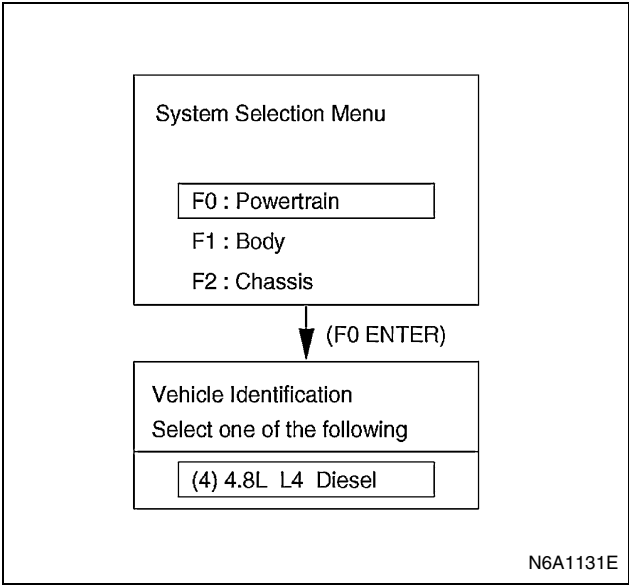 System Selection Menu
F0 : Powertrain
F1 : Body
F2 : Chassis
(F0 ENTER)
Vehicle Identification
Select one of the following
(4) 4.8L L4 Diesel
N6A1131E